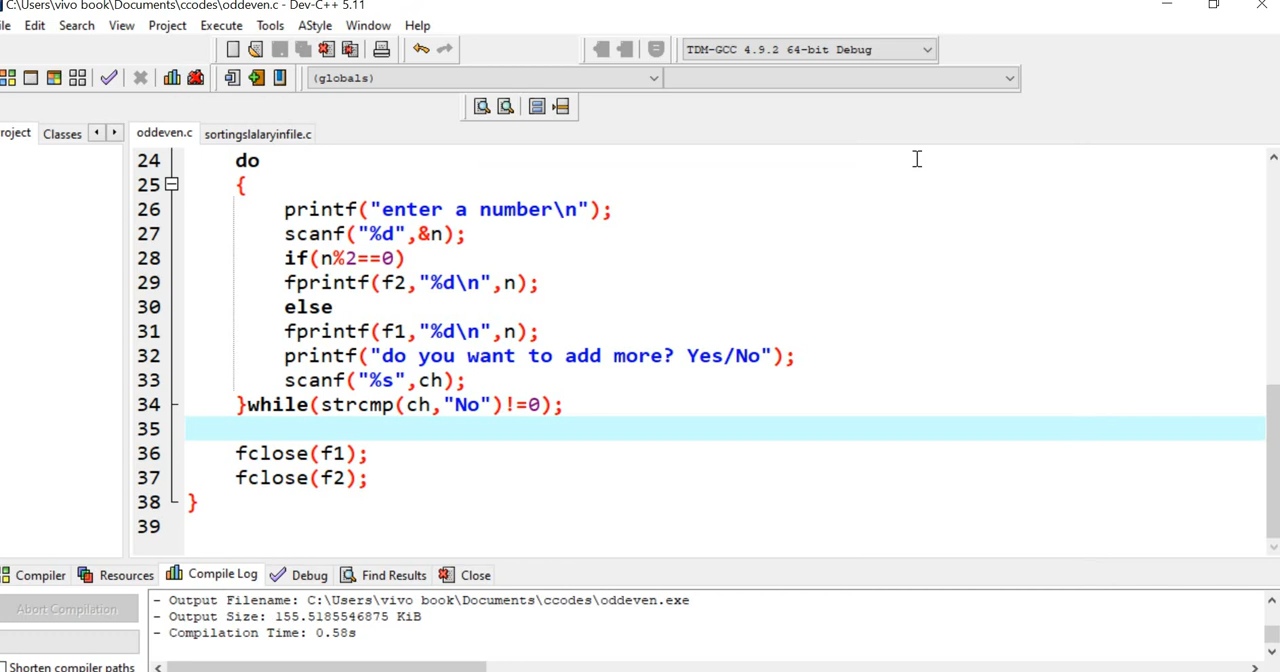 C:\Users\vivo book\Documents\ccodes\oddeven.c - Dev-C++ 5.11
ile Edit Search View Project Execute Tools AStyle Window Help
TDM-GCC 4.9.2 64-bit Debug
(globals)
roject Classes oddeven.c sortingslalaryinfile.c
24 do
25 {
26 printf("enter a number\n");
27 scanf("%d",&n);
28 if(n%2==0)
29 fprintf(f2,"%d\n",n);
30 else
31 fprintf(f1,"%d\n",n);
32 printf("do you want to add more? Yes/No");
33 scanf("%s",ch);
34 }while(strcmp(ch,"No")!=0);
35
36 fclose(f1);
37 fclose(f2);
38 }
39
Compiler Resources Compile Log Debug Find Results Close
Abort Compilation
- Output Filename: C:\Users\vivo book\Documents\ccodes\oddeven.exe
- Output Size: 155.5185546875 KiB
- Compilation Time: 0.58s
Shorten compiler paths